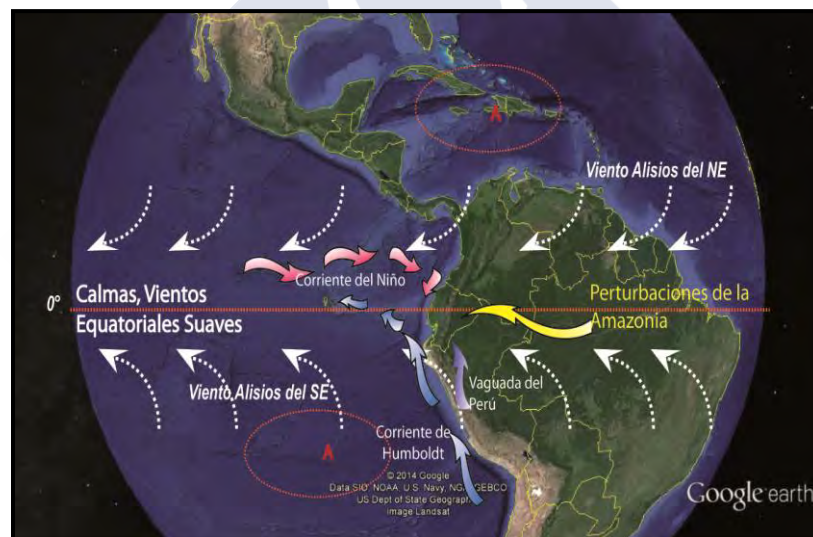 A
Viento Alisios del NE
Corriente del Niño
0°
Calmas, Vientos
Equatoriales Suaves
Perturbaciones de la
Amazonía
Viento Alisios del SE
Vaguada del
Perú
A
Corriente de
Humboldt
© 2014 Google
Data SIO, NOAA, U.S. Navy, NGA, GEBCO
US Dept of State Geograph
Image Landsat
Google earth